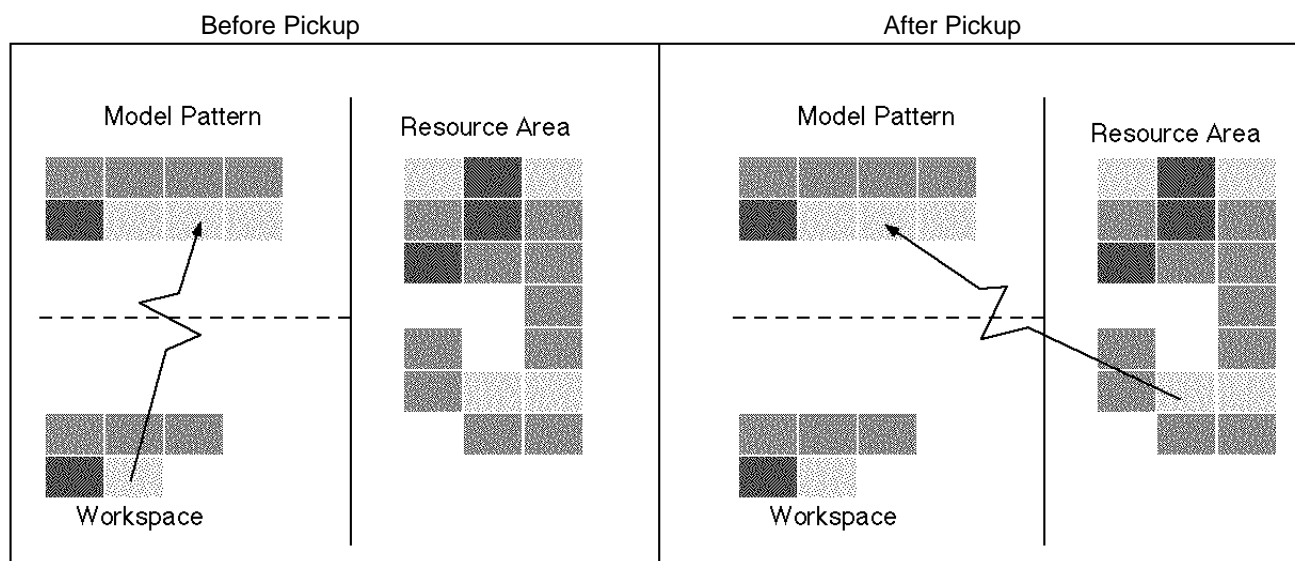 Before Pickup
After Pickup
Model Pattern
Resource Area
Workspace
Model Pattern
Resource Area
Workspace